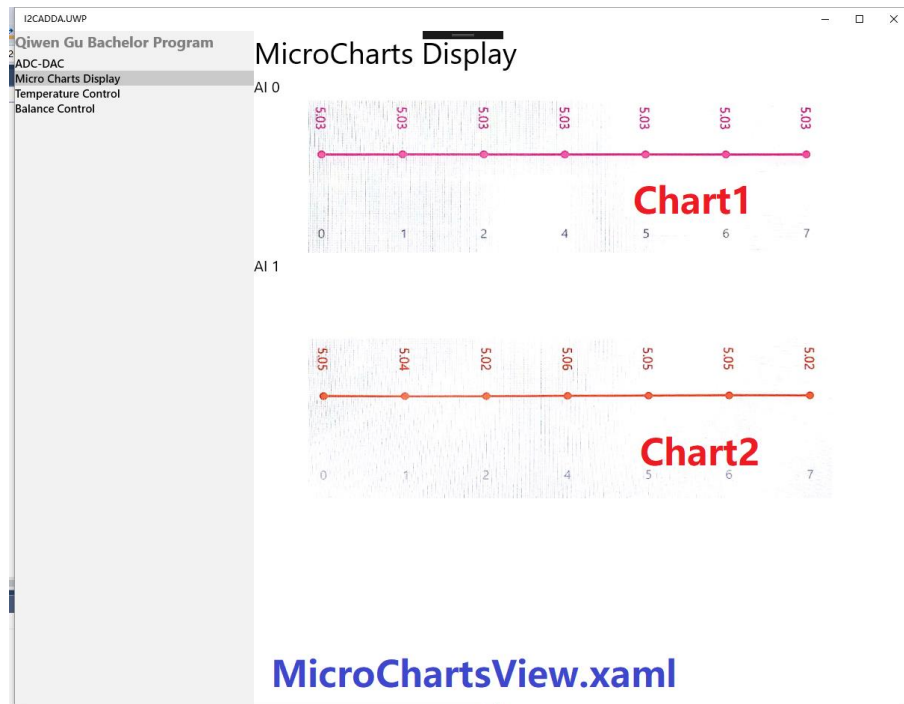 I2CADDA.UWP
Qiwen Gu Bachelor Program
ADC-DAC
Micro Charts Display
Temperature Control
Balance Control
MicroCharts Display
AI 0
5.03 5.03 5.03 5.03 5.03 5.03 5.03
Chart1
0 1 2 4 5 6 7
AI 1
5.05 5.04 5.02 5.06 5.05 5.05 5.02
Chart2
0 1 2 4 5 6 7
MicroChartsView.xaml